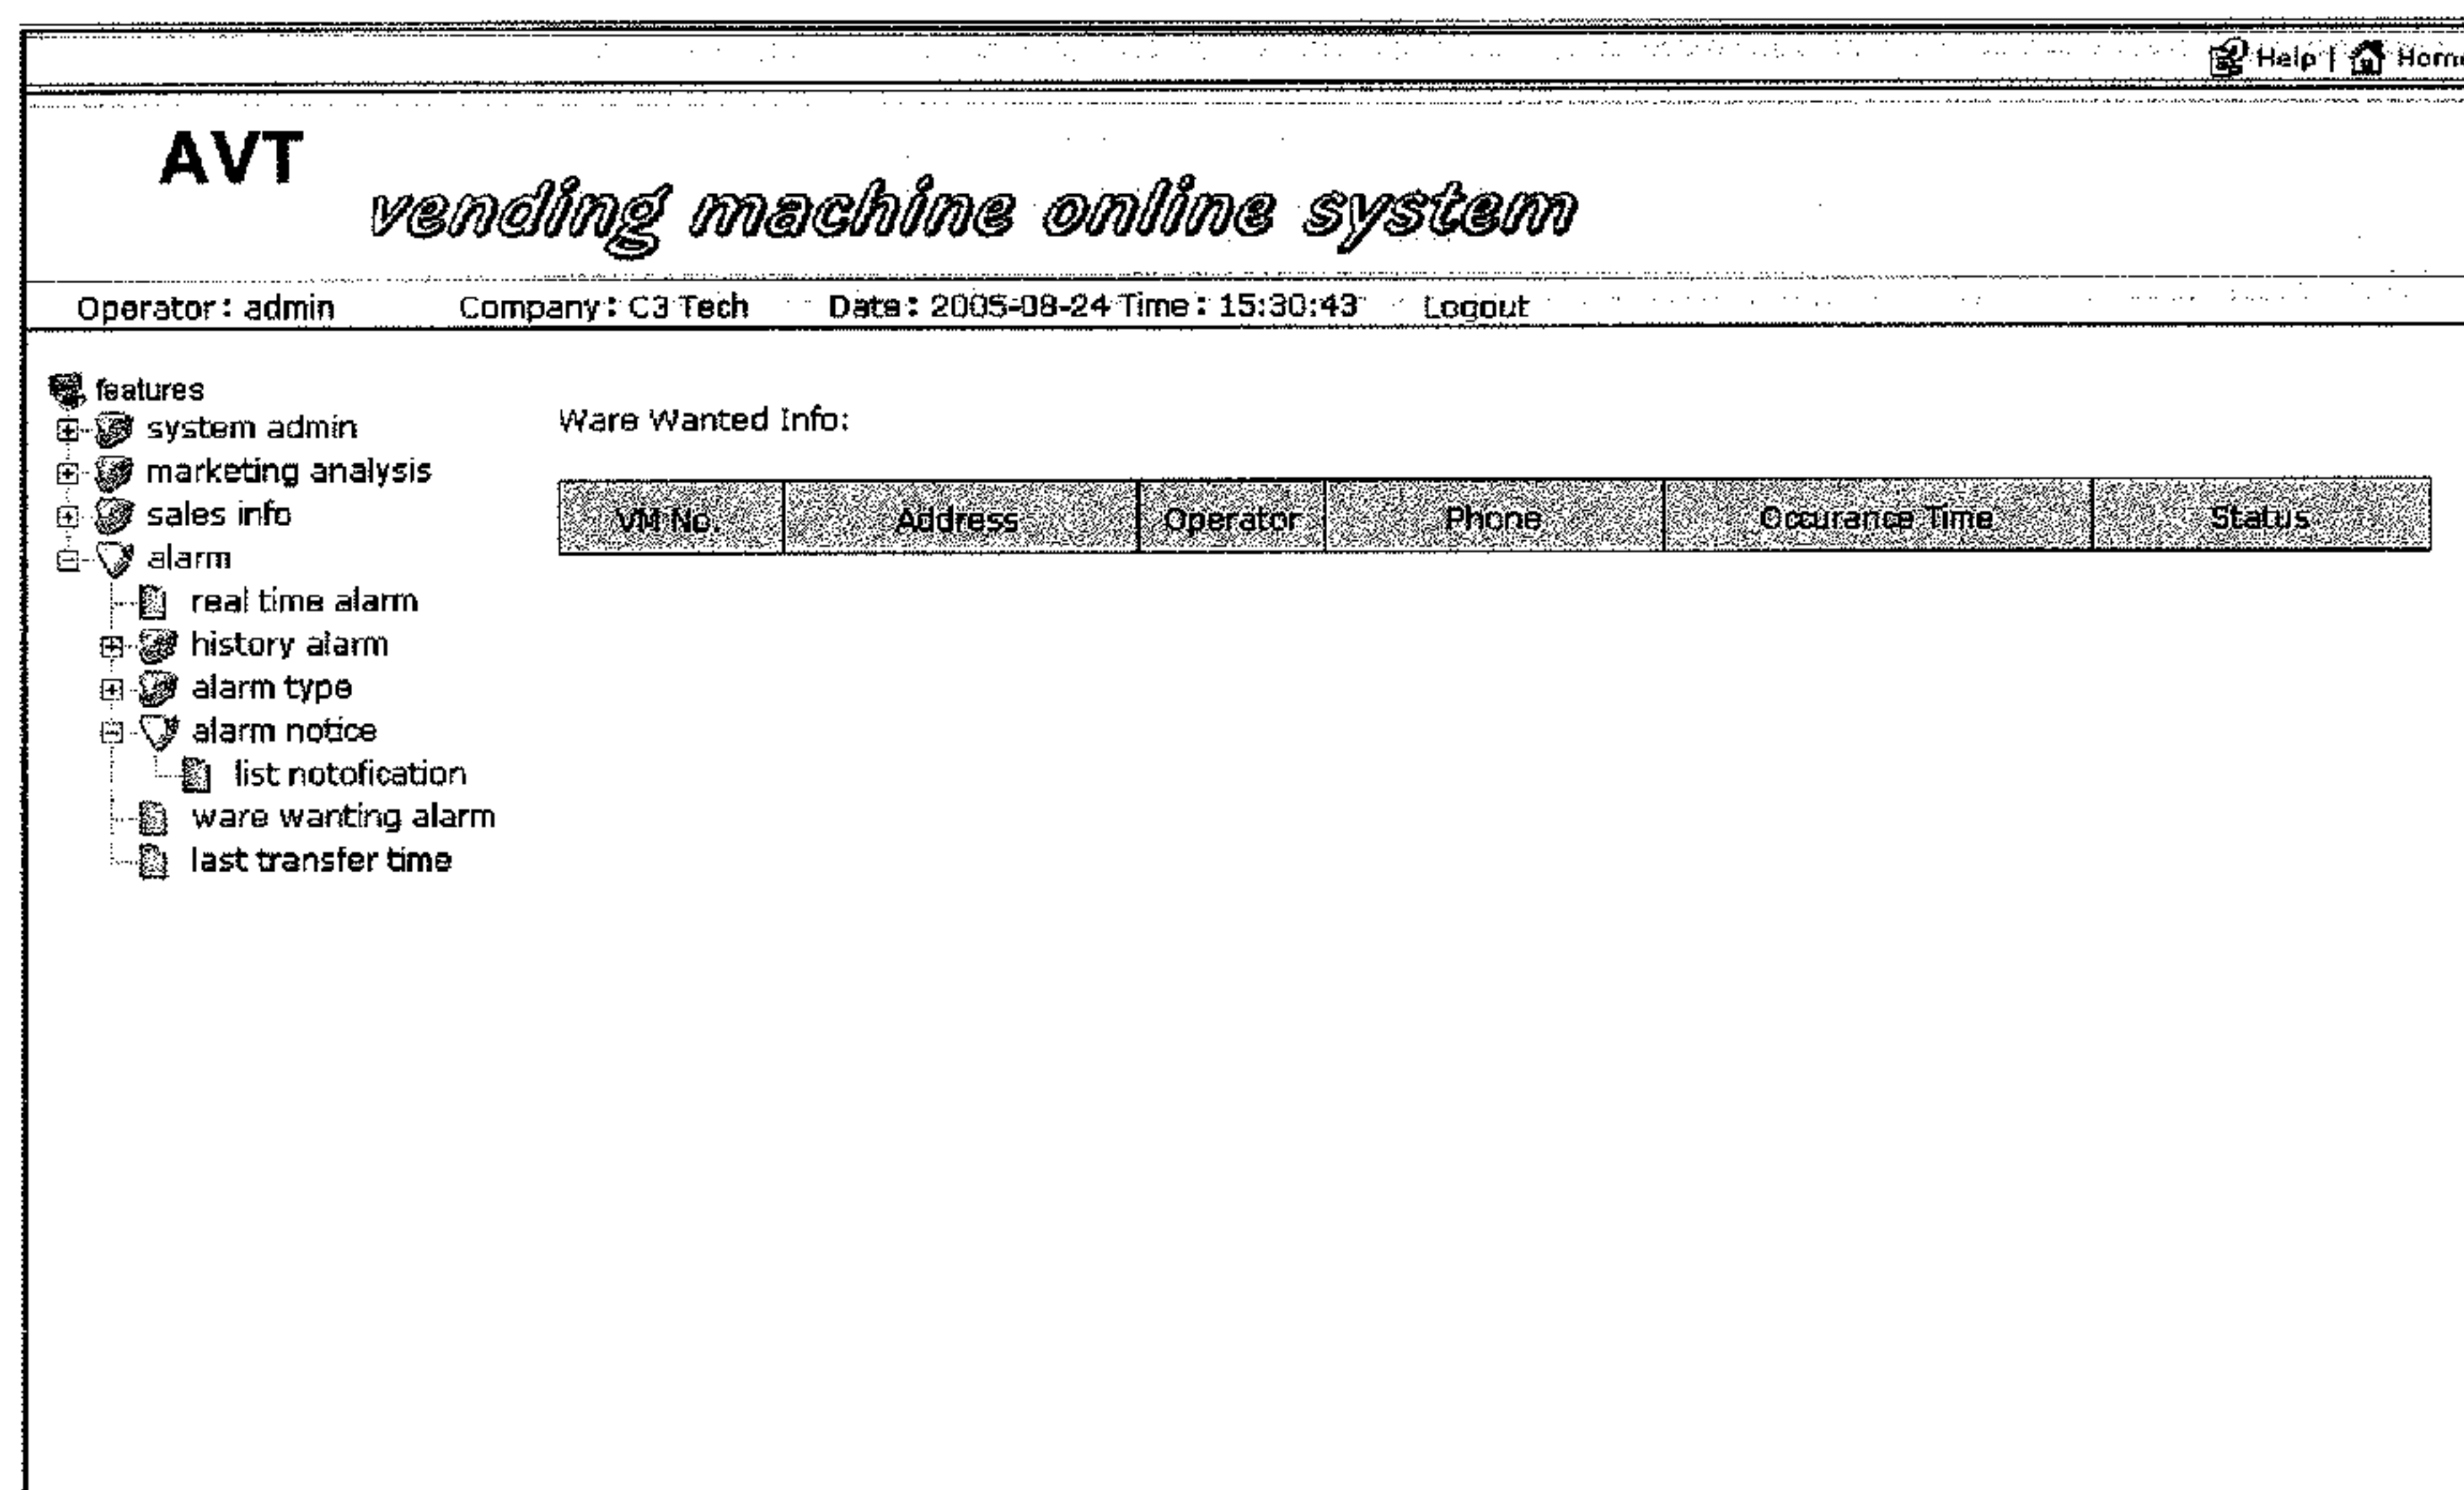 Help | Home
AVT
vending machine online system
Operator: admin Company: C3 Tech Date: 2005-08-24 Time: 15:30:43 Logout
features
system admin
marketing analysis
sales info
alarm
real time alarm
history alarm
alarm type
alarm notice
list notofication
ware wanting alarm
last transfer time
Ware Wanted Info:
VM No. Address Operator Phone Occurance Time Status